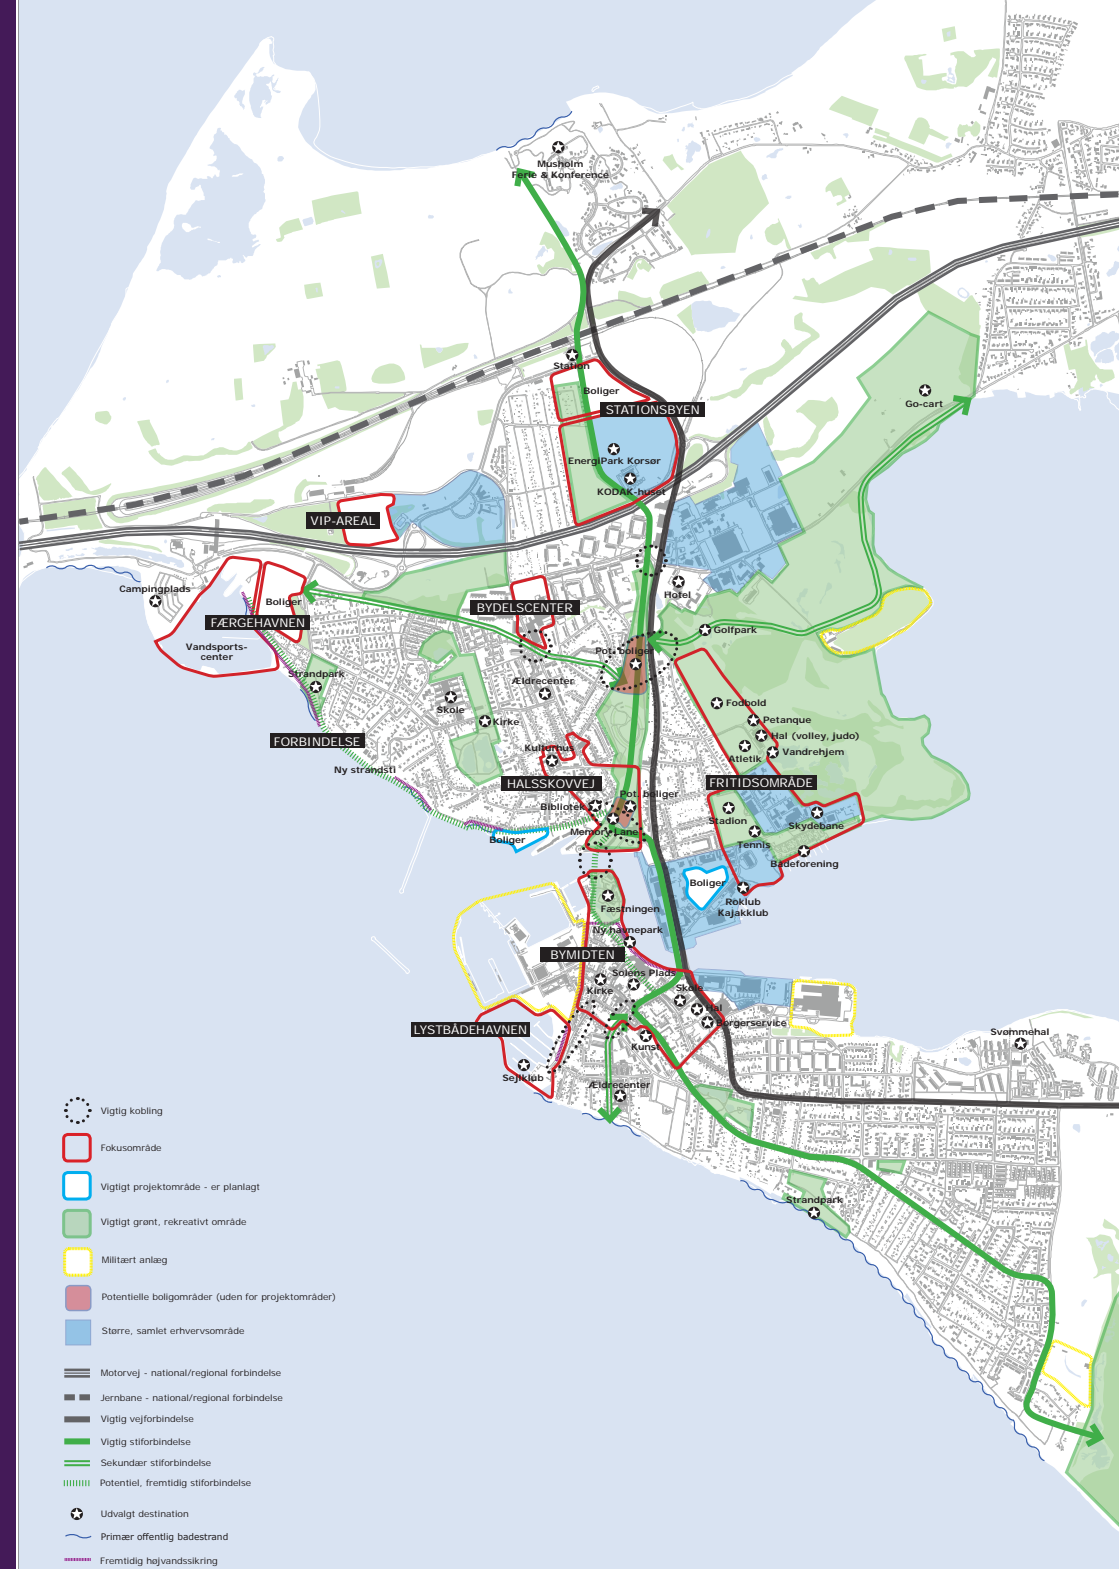 Musholm
Ferie & Konference
Station
Boliger
STATIONSBYEN
Go-cart
EnergiPark Korsør
KODAK-huset
VIP-AREAL
Campingplads
Boliger
FÆRGEHAVNEN
Vandsports-
center
Strandpark
BYDELSCENTER
Hotel
Golfpark
Pot. boliger
Ældrecenter
Skole
Kirke
Fodbold
Petanque
Hal (volley, judo)
Atletik
Vandrehjem
FORBINDELSE
Ny strandsti
Kulturhus
HALSSKOVVEJ
FRITIDSOMRÅDE
Pot. boliger
Bibliotek
Memory Lane
Stadion
Skydebane
Tennis
Boliger
Bådeforening
Boliger
Roklub
Kajakklub
Fæstningen
Ny havnepark
BYMIDTEN
Solens Plads
Kirke
Skole
Hal
Borgerservice
LYSTBÅDEHAVNEN
Kunst
Svømmehal
Sejlklub
Ældrecenter
Strandpark
Vigtig kobling
Fokusområde
Vigtigt projektområde - er planlagt
Vigtigt grønt, rekreativt område
Militært anlæg
Potentielle boligområder (uden for projektområder)
Større, samlet erhvervsområde
Motorvej - national/regional forbindelse
Jernbane - national/regional forbindelse
Vigtig vejforbindelse
Vigtig stiforbindelse
Sekundær stiforbindelse
Potentiel, fremtidig stiforbindelse
Udvalgt destination
Primær offentlig badestrand
Fremtidig højvandssikring